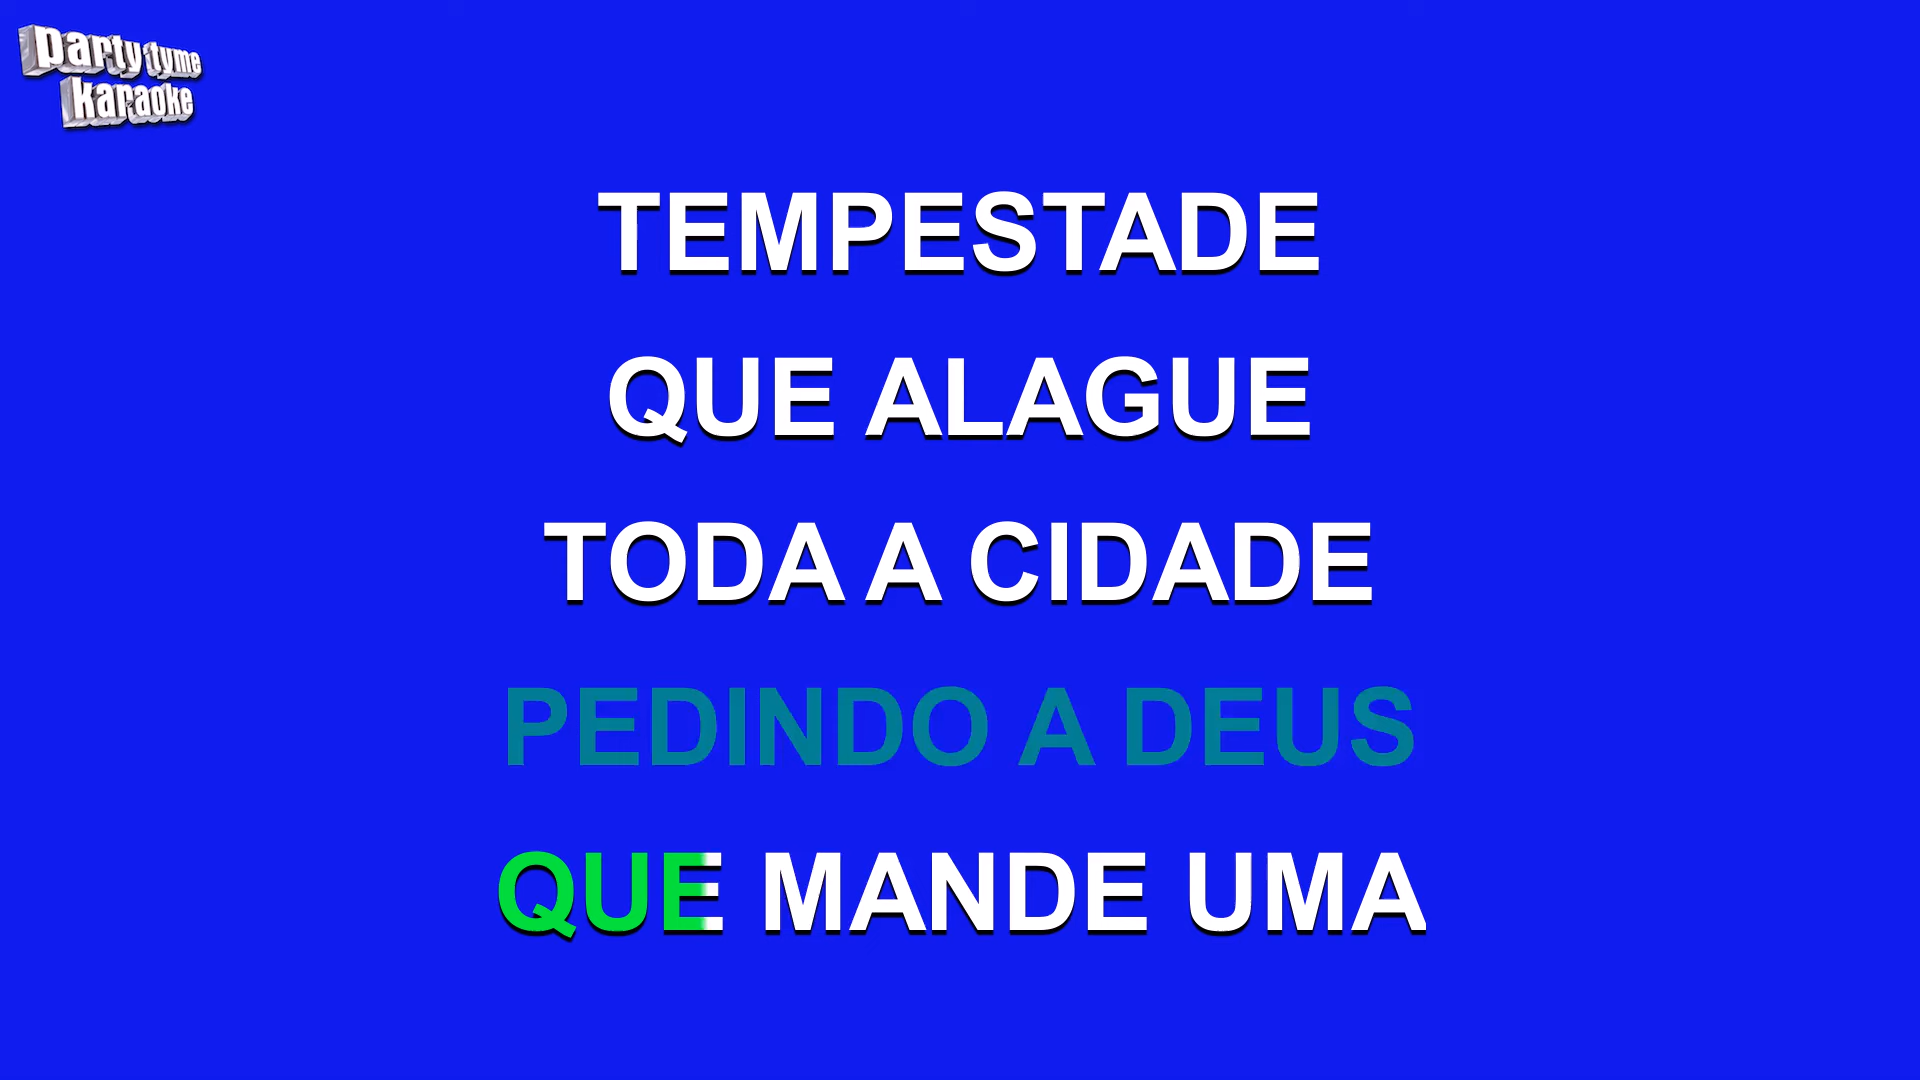 party tyme
karaoke
TEMPESTADE
QUE ALAGUE
TODA A CIDADE
PEDINDO A DEUS
QUE MANDE UMA